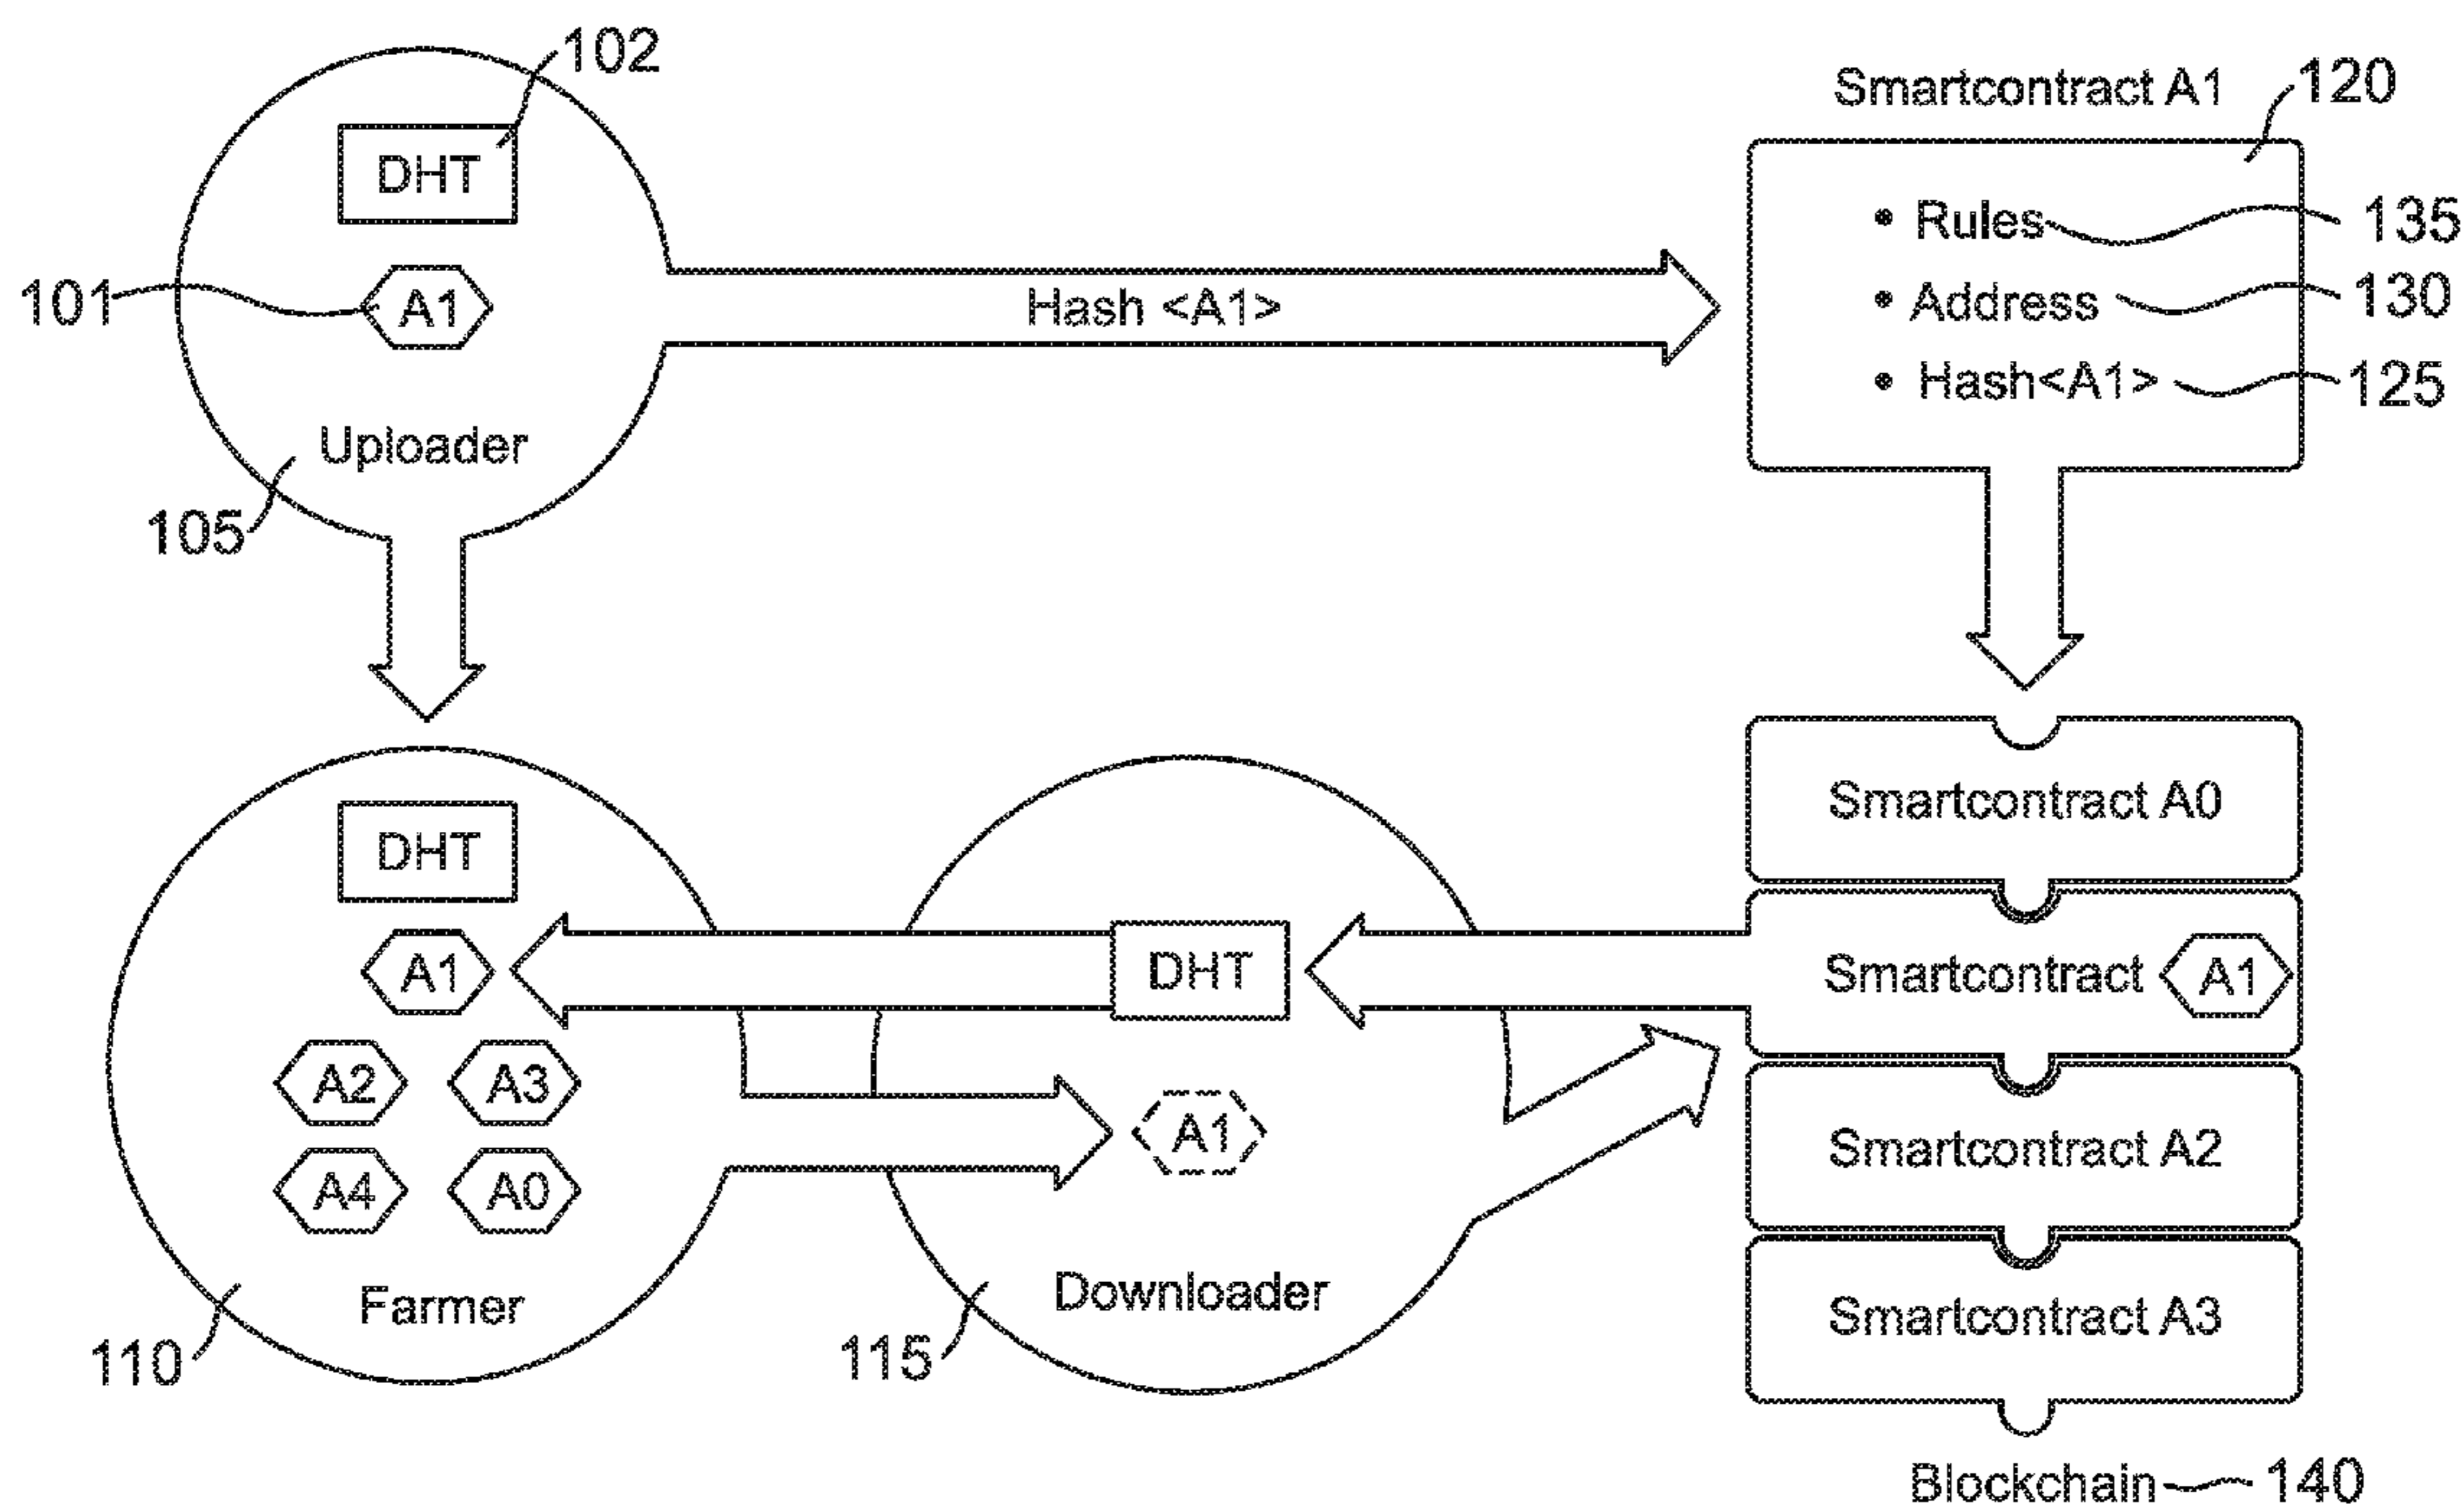 102
DHT
101
A1
Uploader
105
Hash <A1>
Smartcontract A1
120
• Rules
135
• Address
130
• Hash<A1>
125
DHT
A1
A2
A3
A4
A0
Farmer
110
DHT
A1
Downloader
115
Smartcontract A0
Smartcontract A1
Smartcontract A2
Smartcontract A3
Blockchain
140